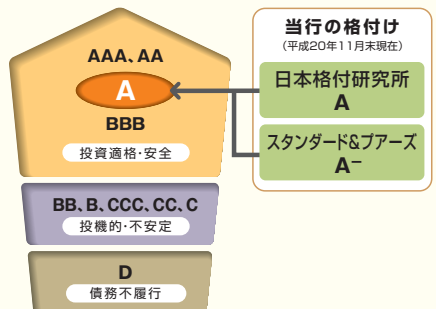 AAA、AA
A
BBB
投資適格・安全
BB、B、CCC、CC、C
投機的・不安定
D
債務不履行
当行の格付け
(平成20年11月末現在)
日本格付研究所
A
スタンダード&プアーズ
A−